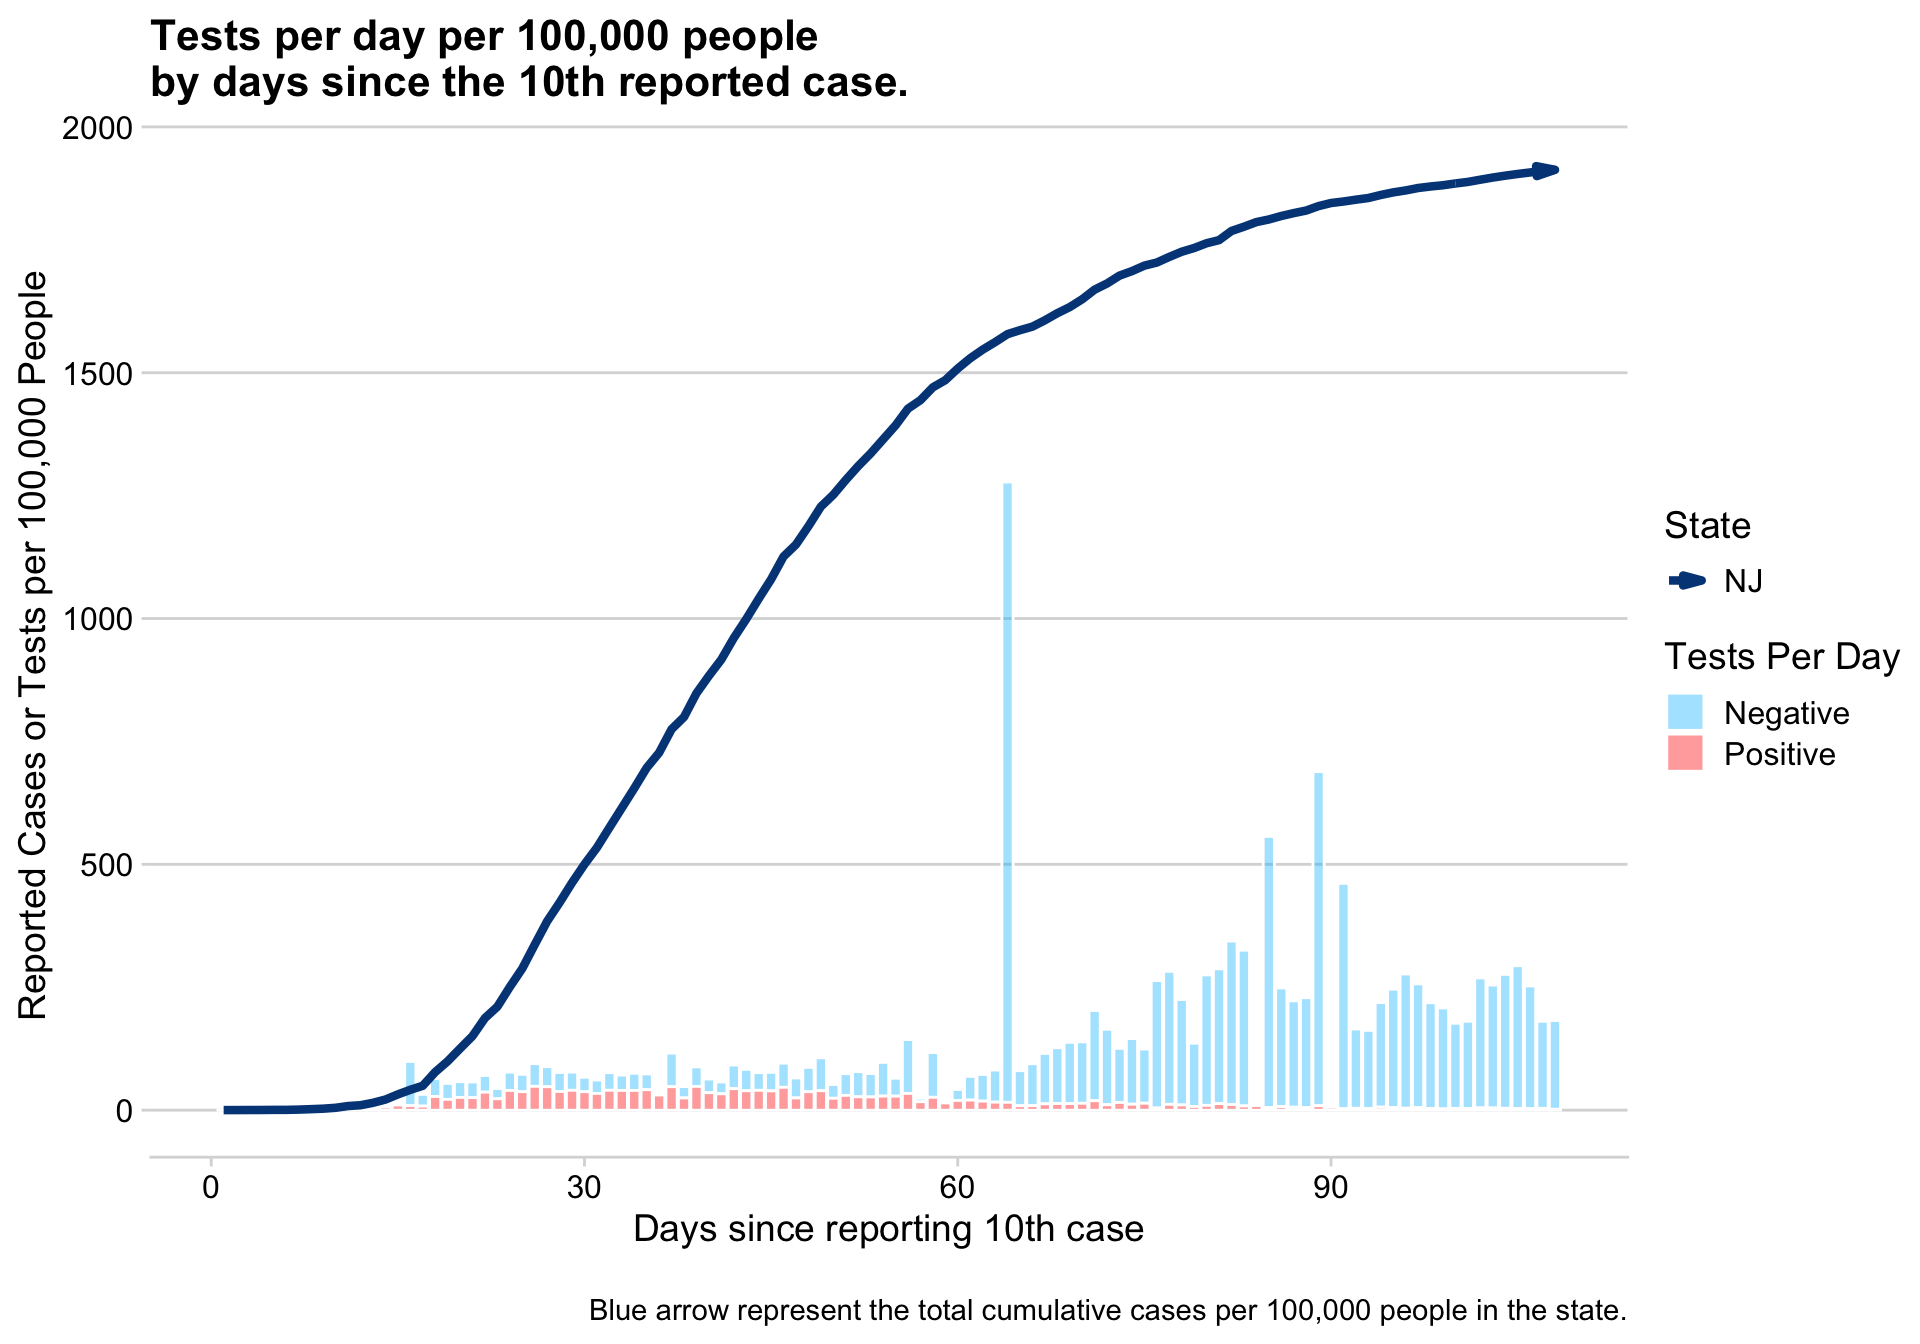 Tests per day per 100,000 people
by days since the 10th reported case.
Reported Cases or Tests per 100,000 People
2000
1500
1000
500
0
0
30
60
90
Days since reporting 10th case
State
NJ
Tests Per Day
Negative
Positive
Blue arrow represent the total cumulative cases per 100,000 people in the state.